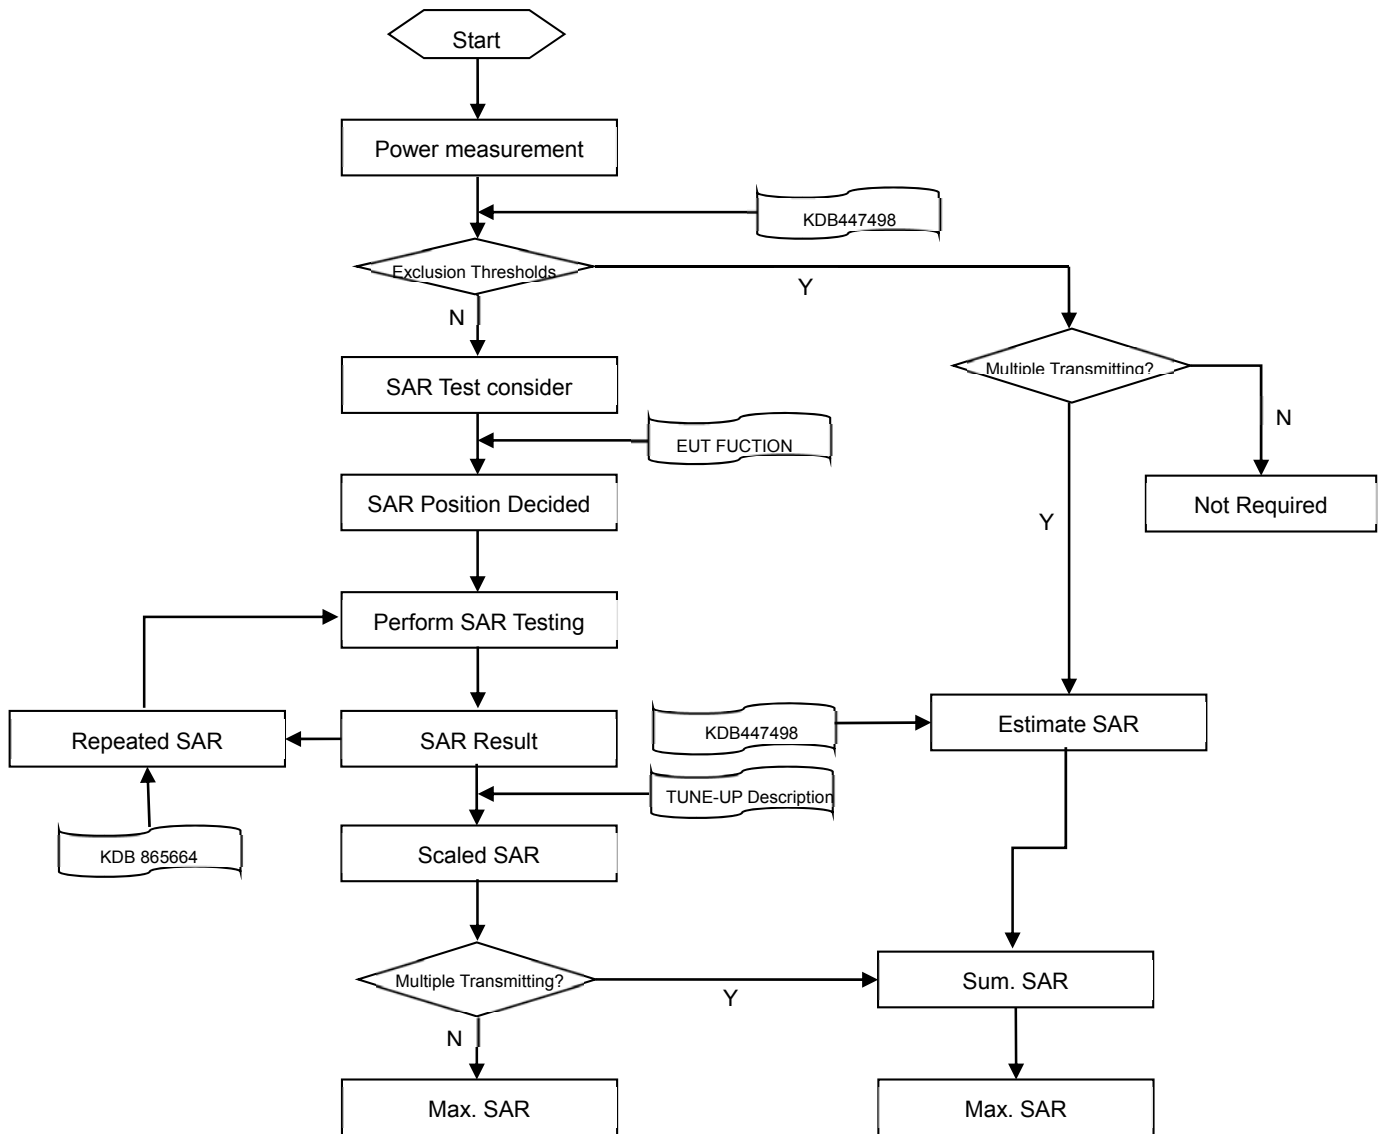 Start
Power measurement
KDB447498
Exclusion Thresholds
Y
N
Multiple Transmitting?
SAR Test consider
N
EUT FUCTION
SAR Position Decided
Not Required
Y
Perform SAR Testing
Repeated SAR
SAR Result
KDB447498
Estimate SAR
TUNE-UP Description
KDB 865664
Scaled SAR
Multiple Transmitting?
Y
Sum. SAR
N
Max. SAR
Max. SAR